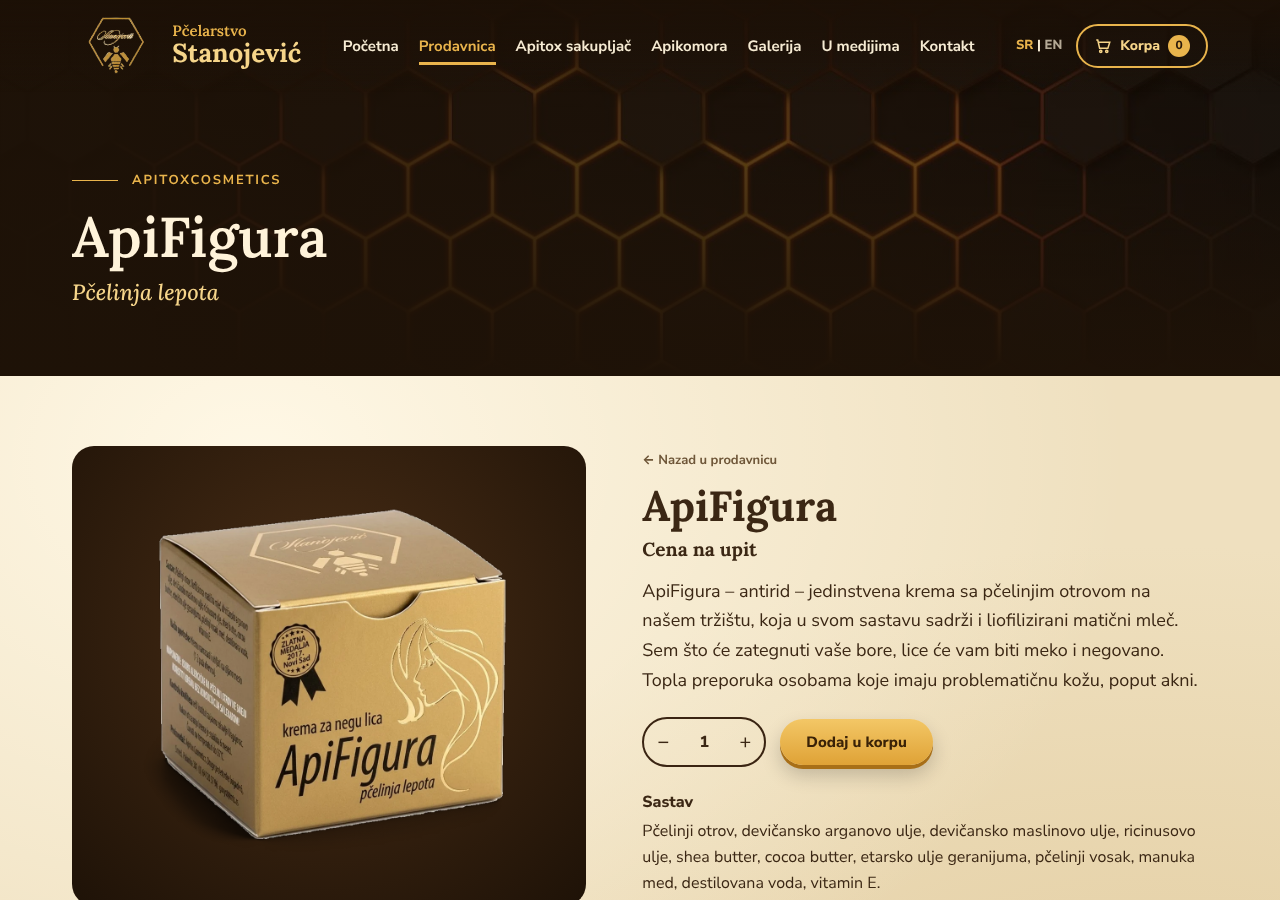 Stanojević
Pčelarstvo
Stanojević
Početna
Prodavnica
Apitox sakupljač
Apikomora
Galerija
U medijima
Kontakt
SR | EN
Korpa 0
APITOXCOSMETICS
ApiFigura
Pčelinja lepota
← Nazad u prodavnicu
ApiFigura
Cena na upit
ApiFigura – antirid – jedinstvena krema sa pčelinjim otrovom na
našem tržištu, koja u svom sastavu sadrži i liofilizirani matični mleč.
Sem što će zategnuti vaše bore, lice će vam biti meko i negovano.
Topla preporuka osobama koje imaju problematičnu kožu, poput akni.
− 1 +
Dodaj u korpu
Sastav
Pčelinji otrov, devičansko arganovo ulje, devičansko maslinovo ulje, ricinusovo
ulje, shea butter, cocoa butter, etarsko ulje geranijuma, pčelinji vosak, manuka
med, destilovana voda, vitamin E.
Stanojević
ZLATNA
MEDALJA
2017.
Novi Sad
krema za negu lica
ApiFigura
pčelinja lepota